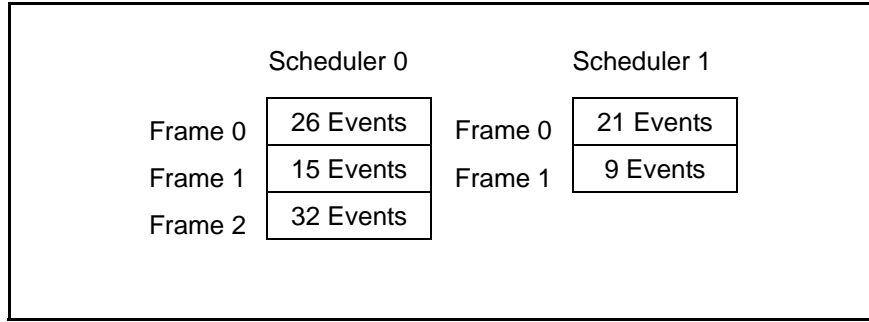 Scheduler 0 Scheduler 1
Frame 0 26 Events Frame 0 21 Events
Frame 1 15 Events Frame 1 9 Events
Frame 2 32 Events